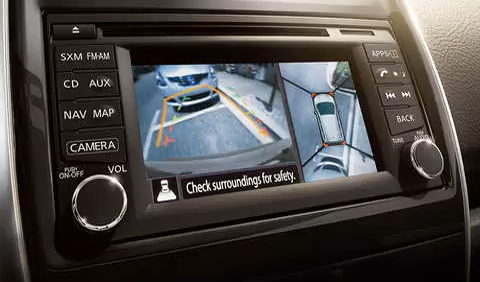 SXM FM-AM
CD AUX
NAV MAP
CAMERA
PUSH
ON-OFF
VOL
Check surroundings for safety.
APPS
BACK
TUNE
AUDIO